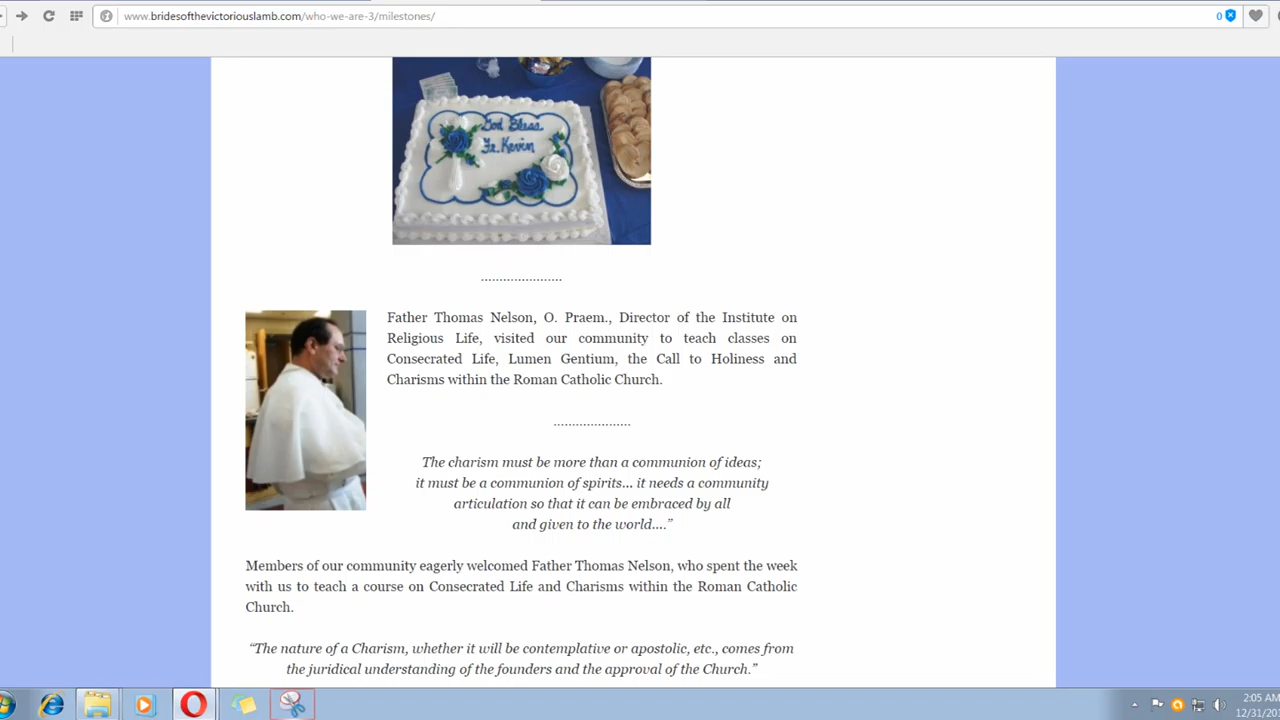 www.bridesofthevictoriouslamb.com/who-we-are-3/milestones/
0
God Bless
Fr. Kevin
......................
Father Thomas Nelson, O. Praem., Director of the Institute on
Religious Life, visited our community to teach classes on
Consecrated Life, Lumen Gentium, the Call to Holiness and
Charisms within the Roman Catholic Church.
.....................
The charism must be more than a communion of ideas;
it must be a communion of spirits... it needs a community
articulation so that it can be embraced by all
and given to the world....”
Members of our community eagerly welcomed Father Thomas Nelson, who spent the week
with us to teach a course on Consecrated Life and Charisms within the Roman Catholic
Church.
“The nature of a Charism, whether it will be contemplative or apostolic, etc., comes from
the juridical understanding of the founders and the approval of the Church.”
2:05 AM
12/31/20